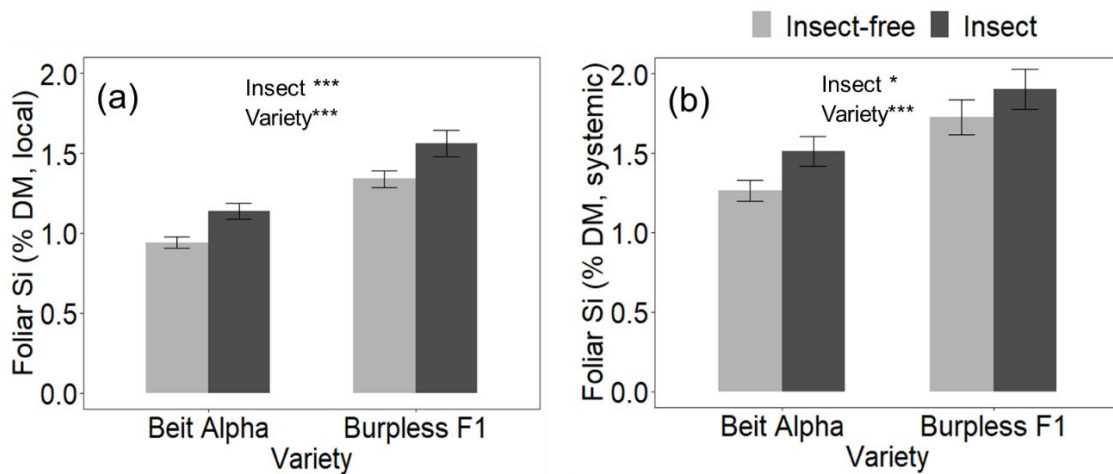 Insect-free Insect
(a)
Insect ***
Variety***
Foliar Si (% DM, local)
2.0
1.5
1.0
0.5
0.0
Beit Alpha Burpless F1
Variety
(b)
Insect *
Variety***
Foliar Si (% DM, systemic)
2.0
1.5
1.0
0.5
0.0
Beit Alpha Burpless F1
Variety